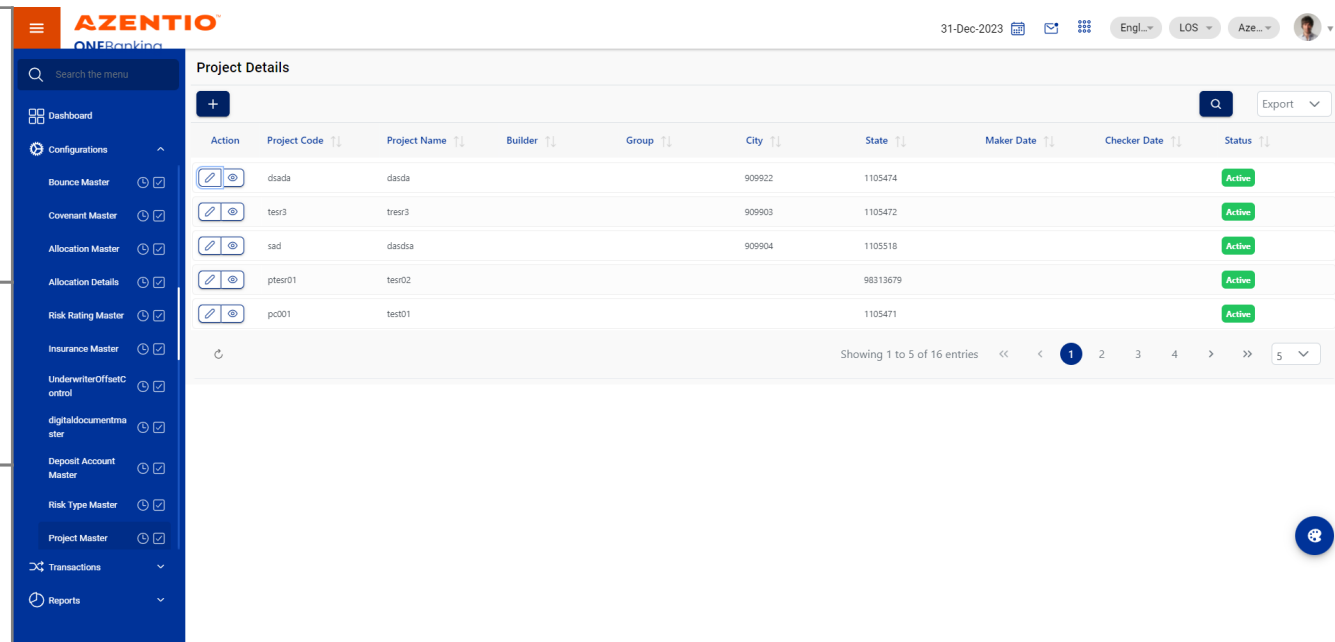 AZENTIO™
ONEBanking
31-Dec-2023
Engl...
LOS
Aze...
Search the menu
Dashboard
Configurations
Bounce Master
Covenant Master
Allocation Master
Allocation Details
Risk Rating Master
Insurance Master
UnderwriterOffsetC
ontrol
digitaldocumentma
ster
Deposit Account
Master
Risk Type Master
Project Master
Transactions
Reports
Project Details
+
Export
Action Project Code Project Name Builder Group City State Maker Date Checker Date Status
dsada dasda 909922 1105474 Active
tesr3 tresr3 909903 1105472 Active
sad dasdsa 909904 1105518 Active
ptesr01 tesr02 98313679 Active
pc001 test01 1105471 Active
Showing 1 to 5 of 16 entries << < 1 2 3 4 > >> 5